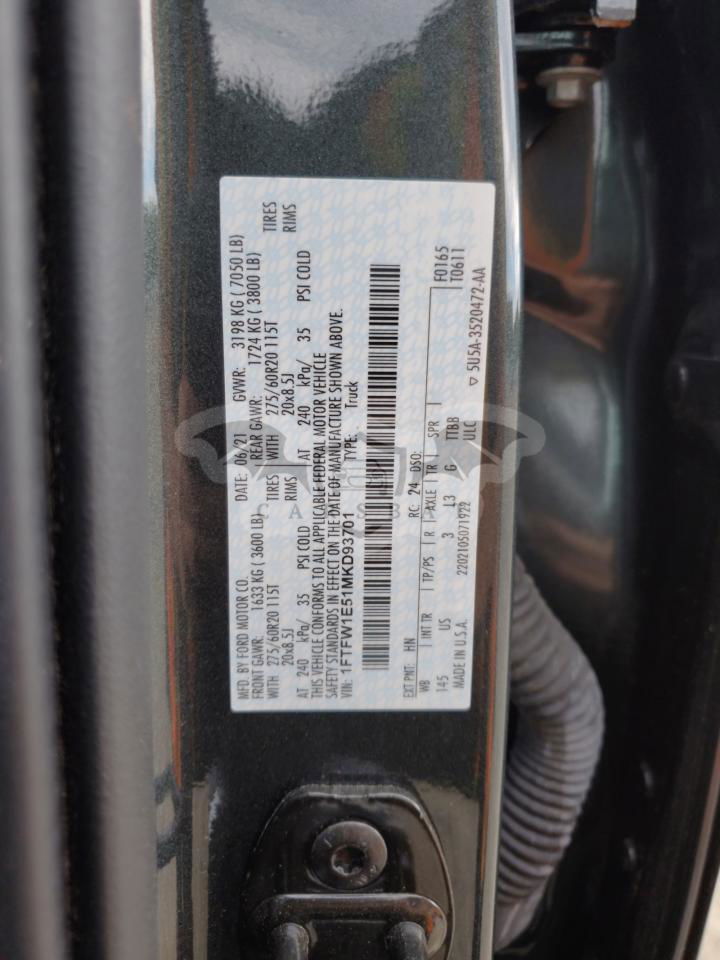 MFD. BY FORD MOTOR CO. DATE: 06/21 GVWR: 3198 KG ( 7050 LB)
FRONT GAWR: 1633 KG ( 3600 LB) REAR GAWR: 1724 KG ( 3800 LB)
WITH 275/60R20 115T TIRES WITH 275/60R20 115T TIRES
20x8.5J RIMS 20x8.5J RIMS
AT 240 kPa/ 35 PSI COLD AT 240 kPa/ 35 PSI COLD
THIS VEHICLE CONFORMS TO ALL APPLICABLE FEDERAL MOTOR VEHICLE
SAFETY STANDARDS IN EFFECT ON THE DATE OF MANUFACTURE SHOWN ABOVE.
VIN: 1FTFW1E51MKD93701 TYPE: Truck
EXT PNT: HN RC: 24 DSO: F0165
WB INT TR TP/PS R AXLE TR SPR T0611
145 US 3 L3 G TTBB
ULC
MADE IN U.S.A. 2202105071922 5U5A-3520472-AA
CASBA